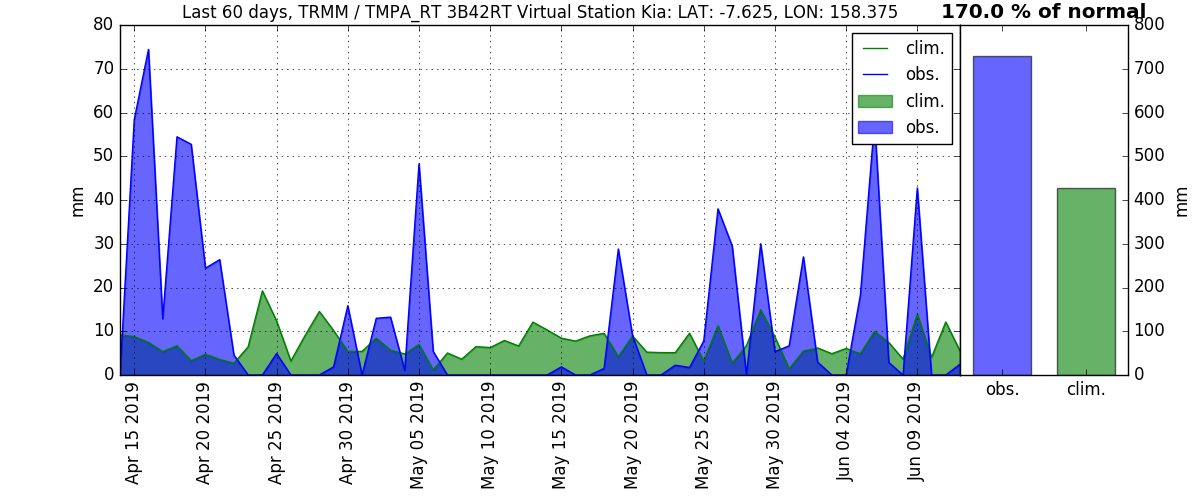 Last 60 days, TRMM / TMPA_RT 3B42RT Virtual Station Kia: LAT: -7.625, LON: 158.375
170.0 % of normal
80
70
60
50
40
30
20
10
0
mm
clim.
obs.
clim.
obs.
800
700
600
500
400
300
200
100
0
mm
obs.
clim.
Apr 15 2019
Apr 20 2019
Apr 25 2019
Apr 30 2019
May 05 2019
May 10 2019
May 15 2019
May 20 2019
May 25 2019
May 30 2019
Jun 04 2019
Jun 09 2019